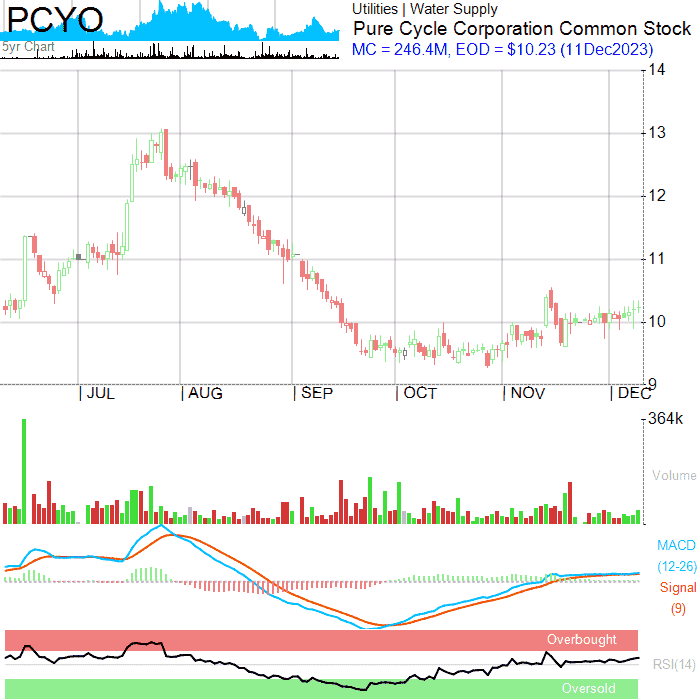 PCYO
Utilities | Water Supply
Pure Cycle Corporation Common Stock
MC = 246.4M, EOD = $10.23 (11Dec2023)
5yr Chart
14
13
12
11
10
9
| JUL | AUG | SEP | OCT | NOV | DEC
364k
Volume
MACD
(12-26)
Signal
(9)
Overbought
RSI(14)
Oversold